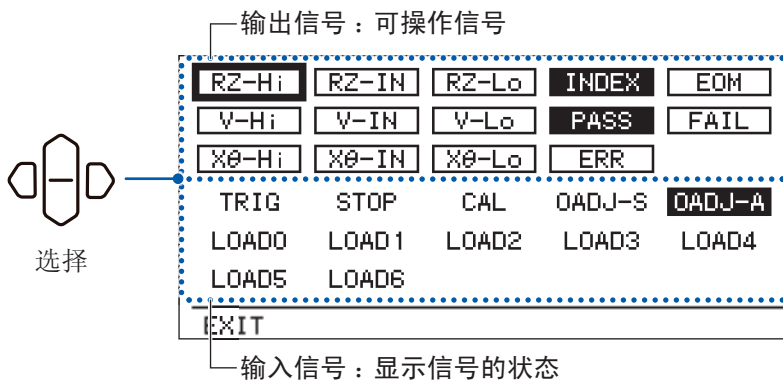 输出信号：可操作信号
RZ-Hi RZ-IN RZ-Lo INDEX EOM
V-Hi V-IN V-Lo PASS FAIL
Xθ-Hi Xθ-IN Xθ-Lo ERR
TRIG STOP CAL OADJ-S OADJ-A
LOAD0 LOAD1 LOAD2 LOAD3 LOAD4
选择
LOAD5 LOAD6
EXIT
输入信号：显示信号的状态